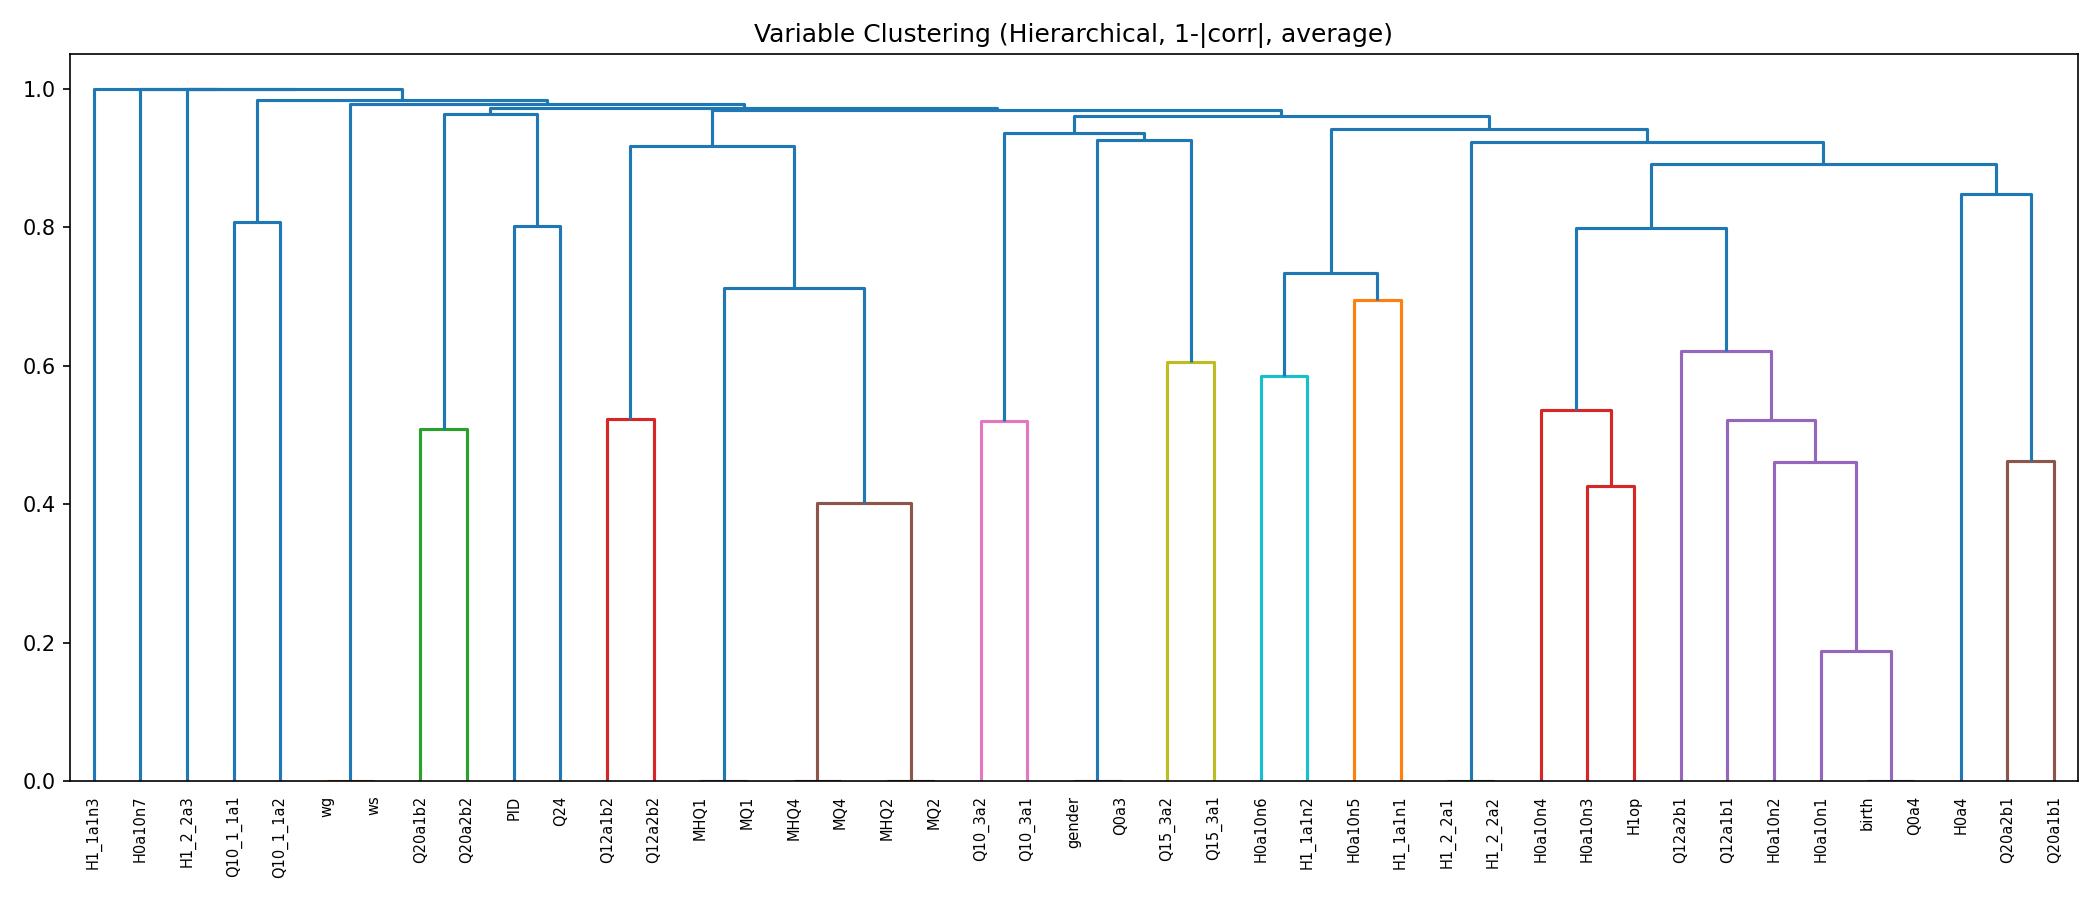 Variable Clustering (Hierarchical, 1-|corr|, average)
1.0
0.8
0.6
0.4
0.2
0.0
H1_1a1n3
H0a10n7
H1_2_2a3
Q10_1_1a1
Q10_1_1a2
wg
ws
Q20a1b2
Q20a2b2
PID
Q24
Q12a1b2
Q12a2b2
MHQ1
MQ1
MHQ4
MQ4
MHQ2
MQ2
Q10_3a2
Q10_3a1
gender
Q0a3
Q15_3a2
Q15_3a1
H0a10n6
H1_1a1n2
H0a10n5
H1_1a1n1
H1_2_2a1
H1_2_2a2
H0a10n4
H0a10n3
H1op
Q12a2b1
Q12a1b1
H0a10n2
H0a10n1
birth
Q0a4
H0a4
Q20a2b1
Q20a1b1